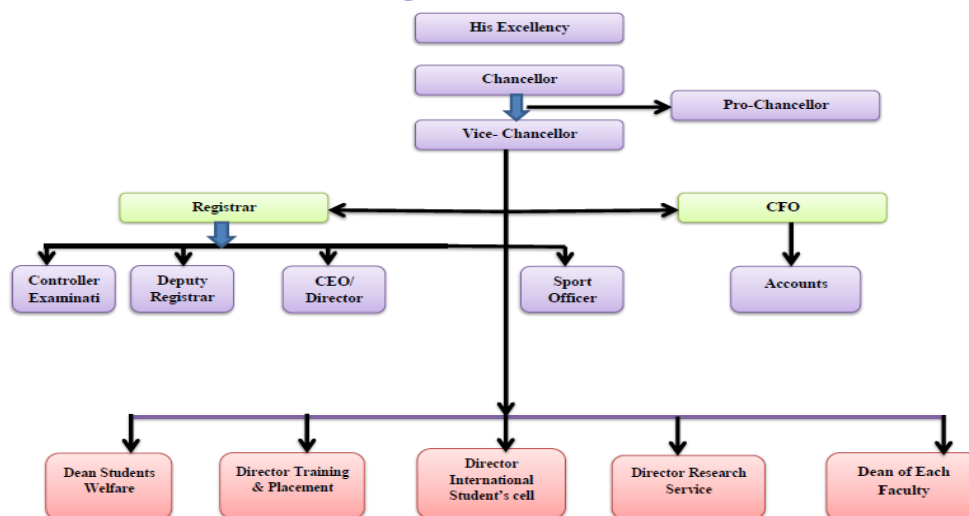 His Excellency
Chancellor
Pro-Chancellor
Vice- Chancellor
Registrar
CFO
Controller
Examinati
Deputy
Registrar
CEO/
Director
Sport
Officer
Accounts
Dean Students
Welfare
Director Training
& Placement
Director
International
Student's cell
Director Research
Service
Dean of Each
Faculty